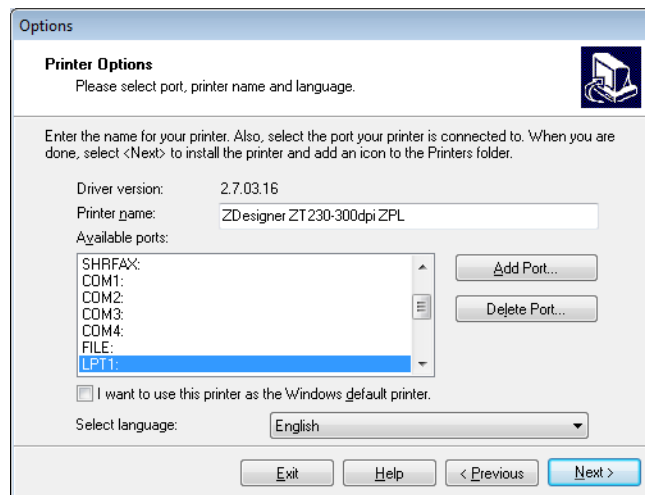 Options
Printer Options
Please select port, printer name and language.
Enter the name for your printer. Also, select the port your printer is connected to. When you are
done, select <Next> to install the printer and add an icon to the Printers folder.
Driver version: 2.7.03.16
Printer name: ZDesigner ZT230-300dpi ZPL
Available ports:
SHRFAX:
COM1:
COM2:
COM3:
COM4:
FILE:
LPT1:
Add Port...
Delete Port...
I want to use this printer as the Windows default printer.
Select language: English
Exit Help < Previous Next >